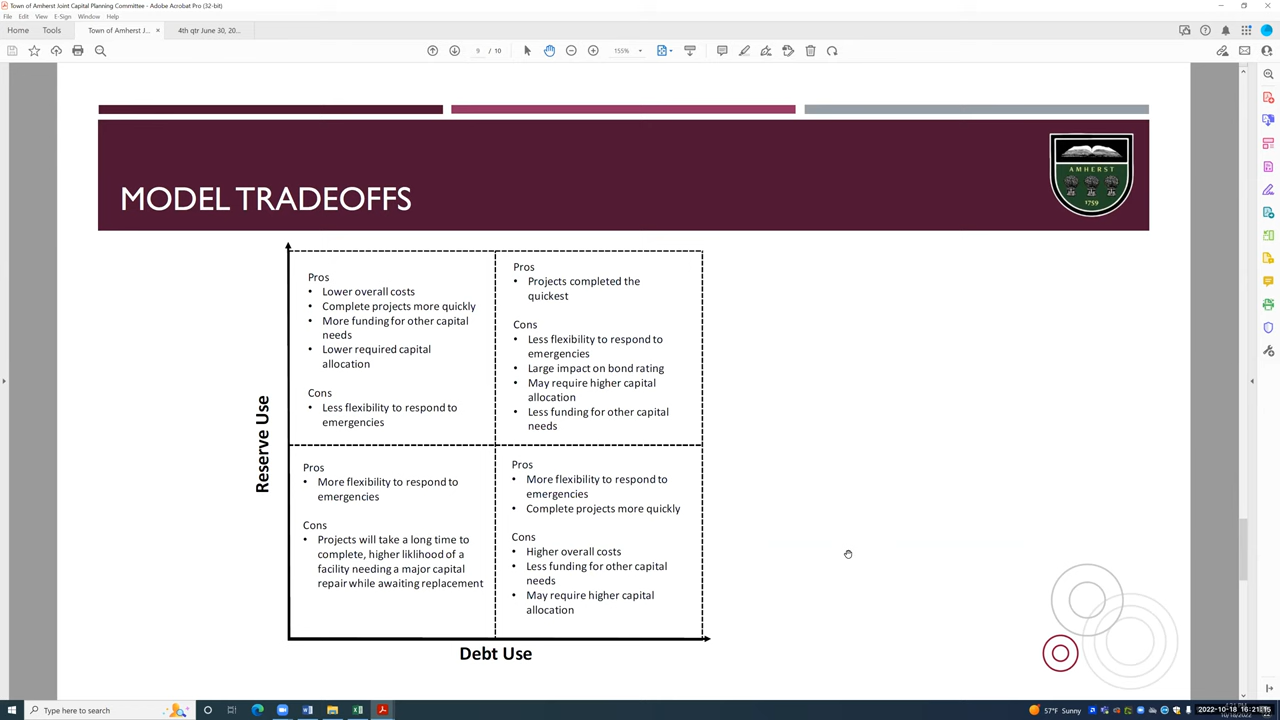 Town of Amherst Joint Capital Planning Committee - Adobe Acrobat Pro (32-bit)
File Edit View E-Sign Window Help
Home Tools Town of Amherst J... × 4th qtr June 30, 20...
9 / 10 155%
AMHERST
1759
MODEL TRADEOFFS
Reserve Use
Pros
• Lower overall costs
• Complete projects more quickly
• More funding for other capital
needs
• Lower required capital
allocation
Cons
• Less flexibility to respond to
emergencies
Pros
• Projects completed the
quickest
Cons
• Less flexibility to respond to
emergencies
• Large impact on bond rating
• May require higher capital
allocation
• Less funding for other capital
needs
Pros
• More flexibility to respond to
emergencies
Cons
• Projects will take a long time to
complete, higher liklihood of a
facility needing a major capital
repair while awaiting replacement
Pros
• More flexibility to respond to
emergencies
• Complete projects more quickly
Cons
• Higher overall costs
• Less funding for other capital
needs
• May require higher capital
allocation
Debt Use
Type here to search
57°F Sunny
2022-10-18 16:21:15